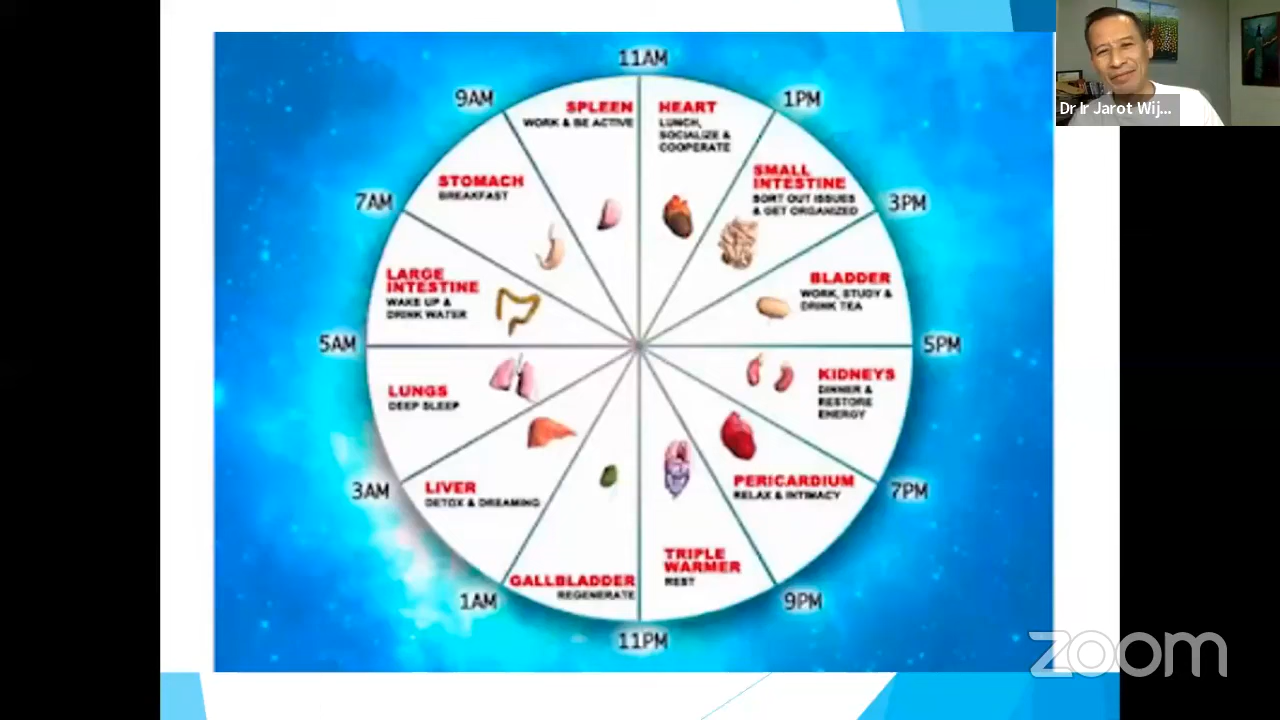 11AM
9AM
1PM
SPLEEN
WORK & BE ACTIVE
HEART
LUNCH,
SOCIALIZE &
COOPERATE
STOMACH
BREAKFAST
SMALL
INTESTINE
SORT OUT ISSUES
& GET ORGANIZED
7AM
3PM
LARGE
INTESTINE
WAKE UP &
DRINK WATER
BLADDER
WORK, STUDY &
DRINK TEA
5AM
5PM
LUNGS
DEEP SLEEP
KIDNEYS
DINNER &
RESTORE
ENERGY
3AM
LIVER
DETOX & DREAMING
PERICARDIUM
RELAX & INTIMACY
7PM
GALLBLADDER
REGENERATE
TRIPLE
WARMER
REST
1AM
9PM
11PM
Dr Ir Jarot Wij...
zoom